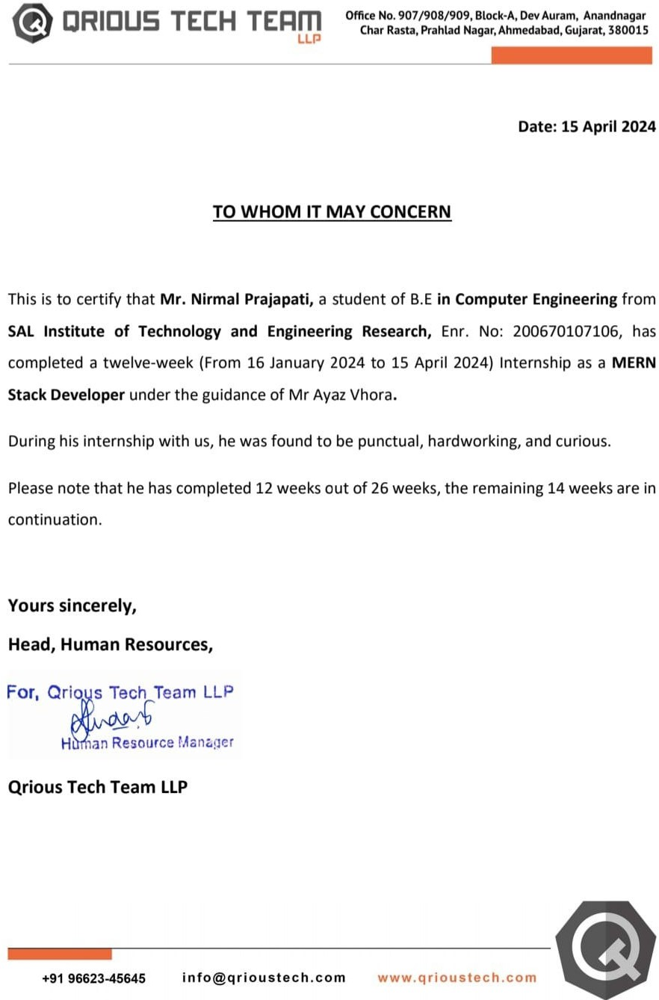 QRIOUS TECH TEAM
LLP
Office No. 907/908/909, Block-A, Dev Auram, Anandnagar
Char Rasta, Prahlad Nagar, Ahmedabad, Gujarat, 380015
Date: 15 April 2024
TO WHOM IT MAY CONCERN
This is to certify that Mr. Nirmal Prajapati, a student of B.E in Computer Engineering from
SAL Institute of Technology and Engineering Research, Enr. No: 200670107106, has
completed a twelve-week (From 16 January 2024 to 15 April 2024) Internship as a MERN
Stack Developer under the guidance of Mr Ayaz Vhora.
During his internship with us, he was found to be punctual, hardworking, and curious.
Please note that he has completed 12 weeks out of 26 weeks, the remaining 14 weeks are in
continuation.
Yours sincerely,
Head, Human Resources,
For, Qrious Tech Team LLP
Human Resource Manager
Qrious Tech Team LLP
+91 96623-45645 info@qrioustech.com www.qrioustech.com